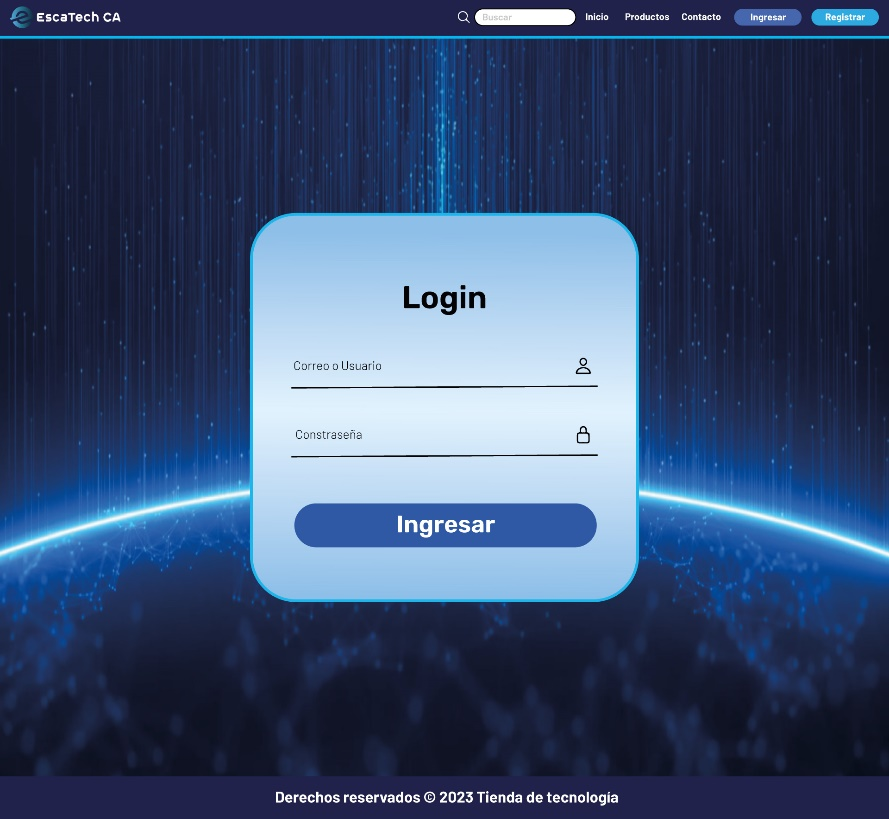 EscaTech CA
Buscar Inicio Productos Contacto Ingresar Registrar
Login
Correo o Usuario
Constraseña
Ingresar
Derechos reservados © 2023 Tienda de tecnología